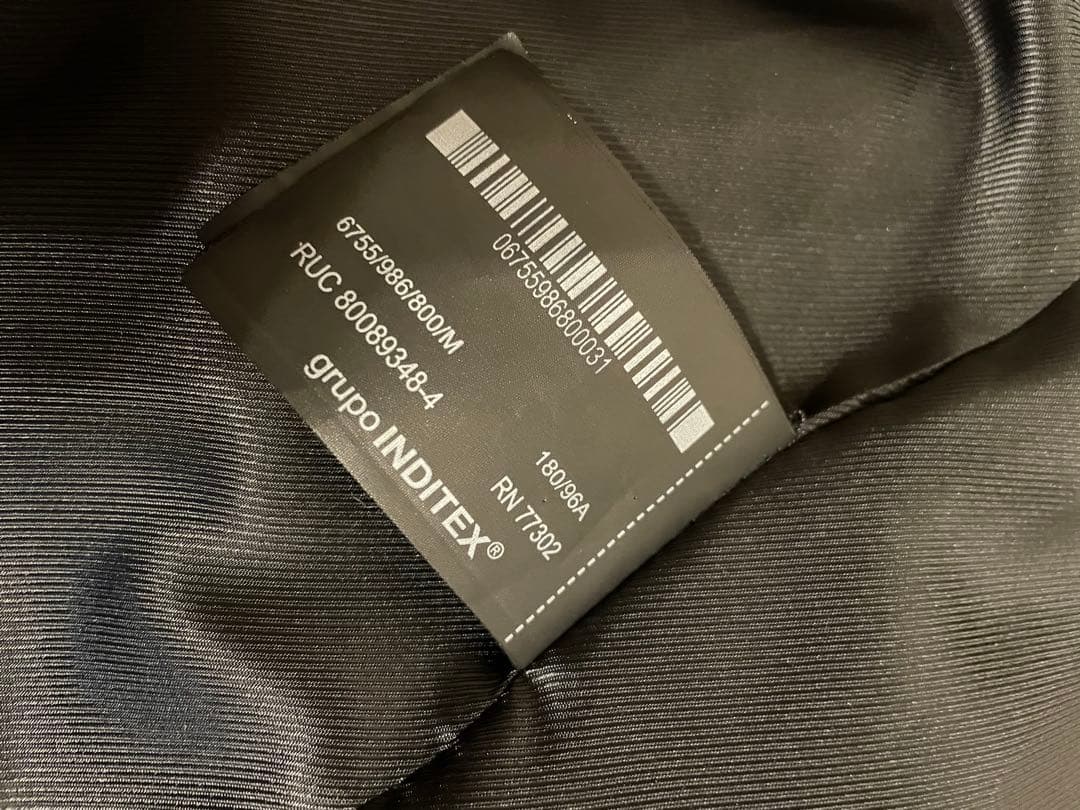 06755986800031
6755/986/800/M
180/96A
RUC 80089348-4
RN 77302
grupo INDITEX®